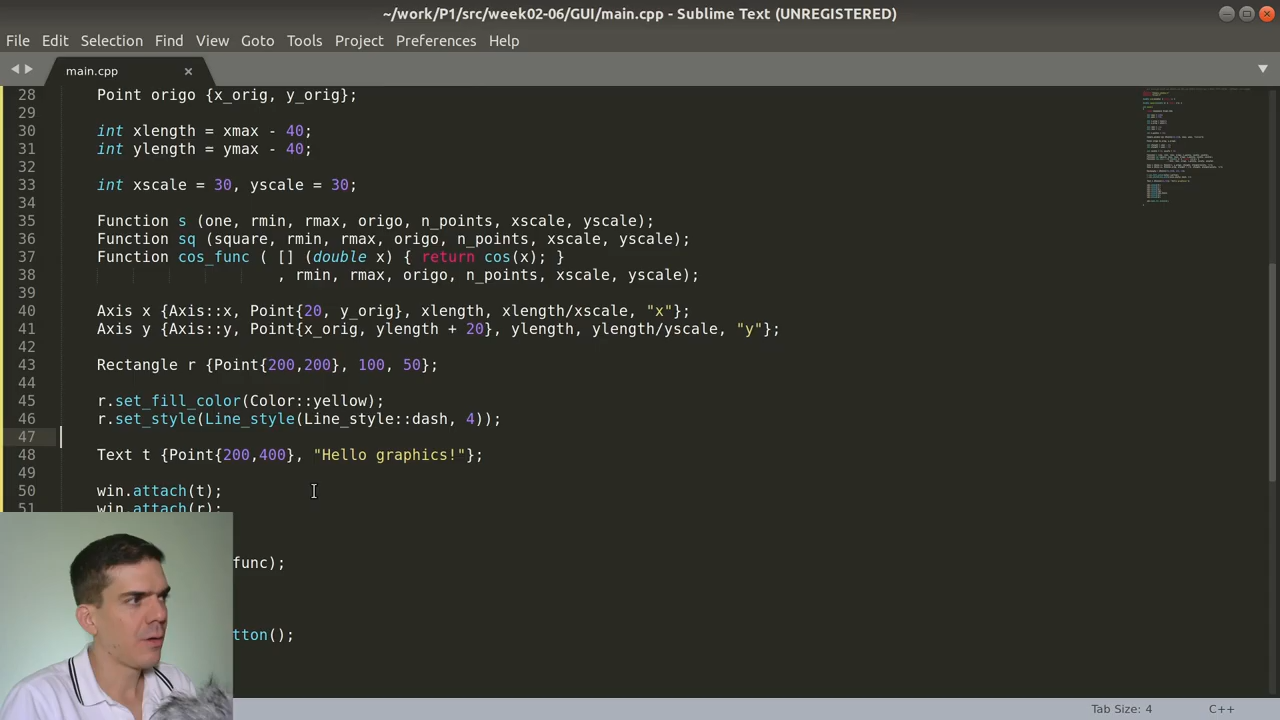 ~/work/P1/src/week02-06/GUI/main.cpp - Sublime Text (UNREGISTERED)
File Edit Selection Find View Goto Tools Project Preferences Help
main.cpp
28 Point origo {x_orig, y_orig};
29
30 int xlength = xmax - 40;
31 int ylength = ymax - 40;
32
33 int xscale = 30, yscale = 30;
34
35 Function s (one, rmin, rmax, origo, n_points, xscale, yscale);
36 Function sq (square, rmin, rmax, origo, n_points, xscale, yscale);
37 Function cos_func ( [] (double x) { return cos(x); }
38 , rmin, rmax, origo, n_points, xscale, yscale);
39
40 Axis x {Axis::x, Point{20, y_orig}, xlength, xlength/xscale, "x"};
41 Axis y {Axis::y, Point{x_orig, ylength + 20}, ylength, ylength/yscale, "y"};
42
43 Rectangle r {Point{200,200}, 100, 50};
44
45 r.set_fill_color(Color::yellow);
46 r.set_style(Line_style(Line_style::dash, 4));
47
48 Text t {Point{200,400}, "Hello graphics!"};
49
50 win.attach(t);
51 win.attach(r);
func);
tton();
Tab Size: 4 C++